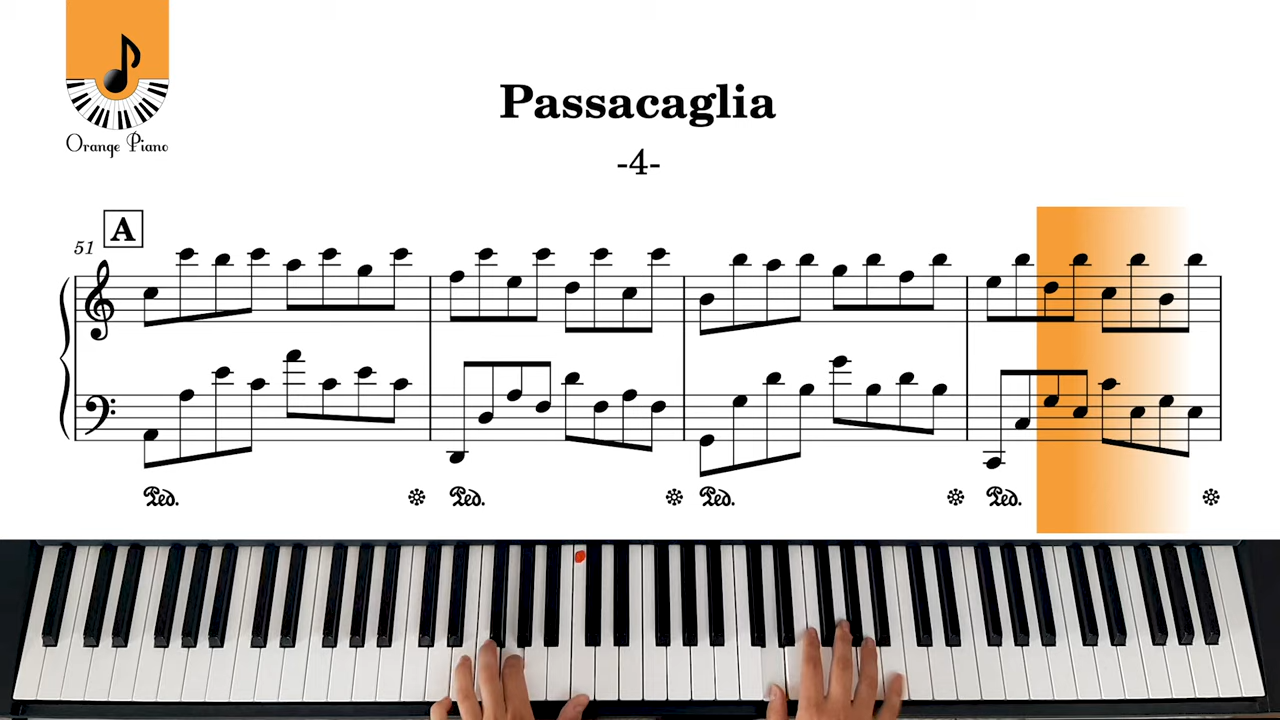 Orange Piano
Passacaglia
-4-
A
51
Ped. Ped. Ped. Ped.